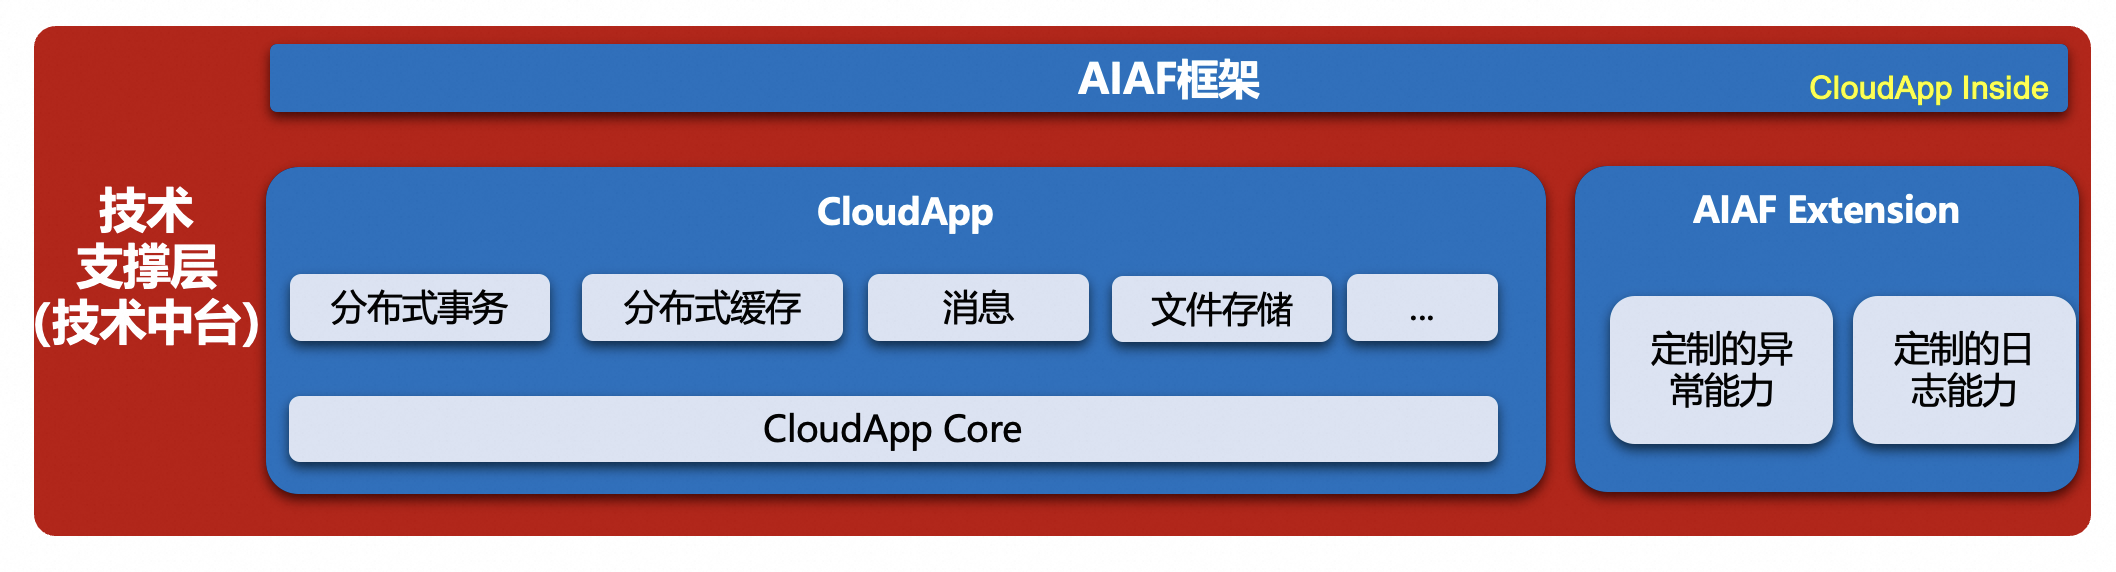 AIAF框架
CloudApp Inside
技术
支撑层
(技术中台)
CloudApp
分布式事务
分布式缓存
消息
文件存储
...
CloudApp Core
AIAF Extension
定制的异
常能力
定制的日
志能力